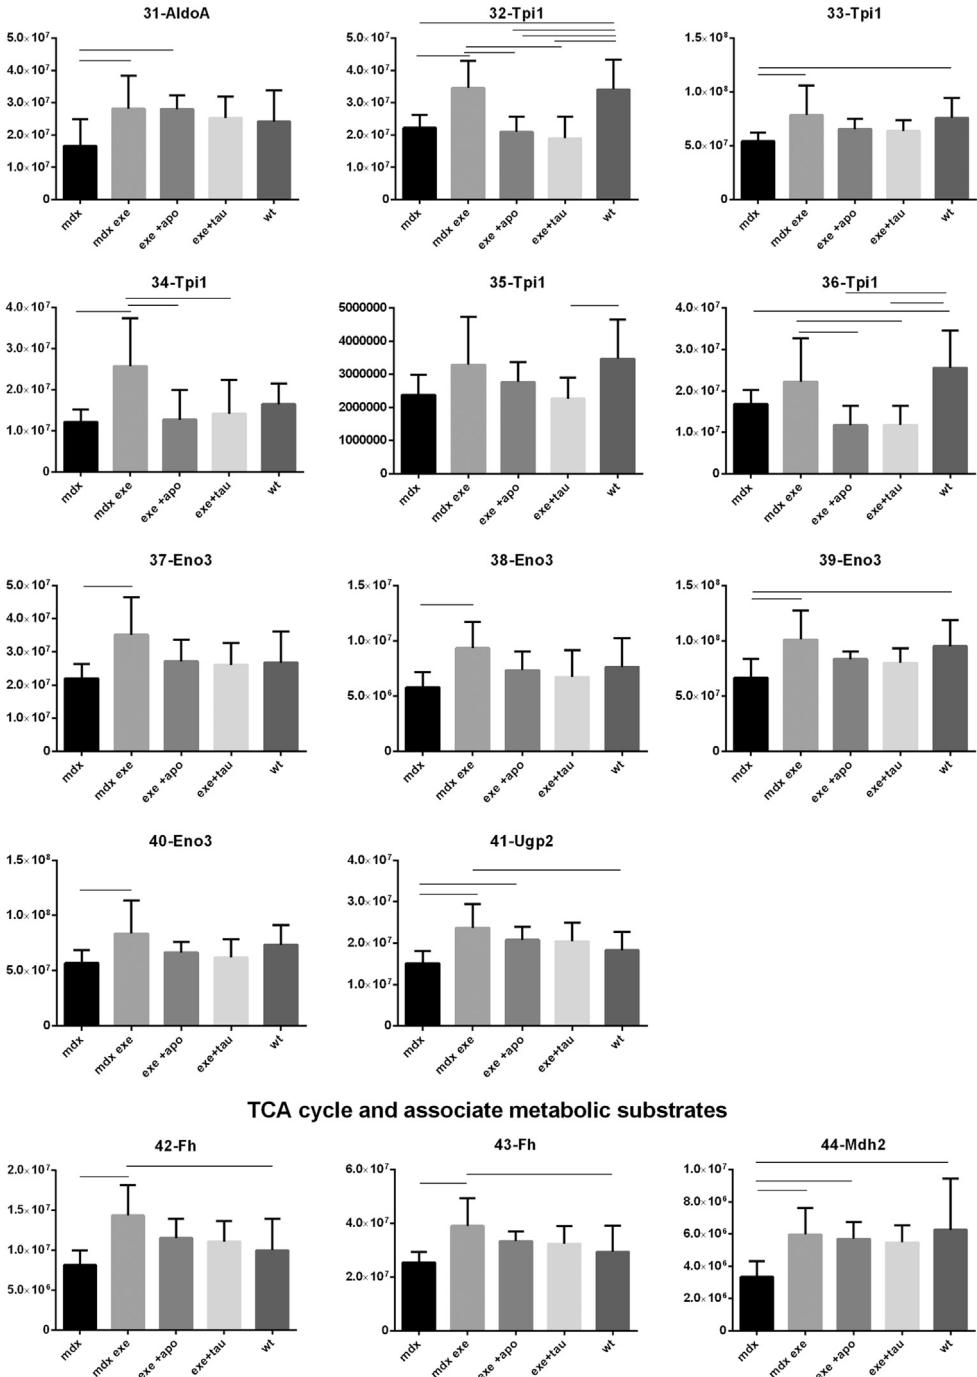 31-AldoA
5.0×10⁷
4.0×10⁷
3.0×10⁷
2.0×10⁷
1.0×10⁷
0
mdx
mdx exe
exe +apo
exe+tau
wt
32-Tpi1
5.0×10⁷
4.0×10⁷
3.0×10⁷
2.0×10⁷
1.0×10⁷
0
mdx
mdx exe
exe +apo
exe+tau
wt
33-Tpi1
1.5×10⁸
1.0×10⁸
5.0×10⁷
0
mdx
mdx exe
exe +apo
exe+tau
wt
34-Tpi1
4.0×10⁷
3.0×10⁷
2.0×10⁷
1.0×10⁷
0
mdx
mdx exe
exe +apo
exe+tau
wt
35-Tpi1
5000000
4000000
3000000
2000000
1000000
0
mdx
mdx exe
exe +apo
exe+tau
wt
36-Tpi1
4.0×10⁷
3.0×10⁷
2.0×10⁷
1.0×10⁷
0
mdx
mdx exe
exe +apo
exe+tau
wt
37-Eno3
5.0×10⁷
4.0×10⁷
3.0×10⁷
2.0×10⁷
1.0×10⁷
0
mdx
mdx exe
exe +apo
exe+tau
wt
38-Eno3
1.5×10⁷
1.0×10⁷
5.0×10⁶
0
mdx
mdx exe
exe +apo
exe+tau
wt
39-Eno3
1.5×10⁸
1.0×10⁸
5.0×10⁷
0
mdx
mdx exe
exe +apo
exe+tau
wt
40-Eno3
1.5×10⁸
1.0×10⁸
5.0×10⁷
0
mdx
mdx exe
exe +apo
exe+tau
wt
41-Ugp2
4.0×10⁷
3.0×10⁷
2.0×10⁷
1.0×10⁷
0
mdx
mdx exe
exe +apo
exe+tau
wt
TCA cycle and associate metabolic substrates
42-Fh
2.0×10⁷
1.5×10⁷
1.0×10⁷
5.0×10⁶
0
mdx
mdx exe
exe +apo
exe+tau
wt
43-Fh
6.0×10⁷
4.0×10⁷
2.0×10⁷
0
mdx
mdx exe
exe +apo
exe+tau
wt
44-Mdh2
1.0×10⁷
8.0×10⁶
6.0×10⁶
4.0×10⁶
2.0×10⁶
0
mdx
mdx exe
exe +apo
exe+tau
wt